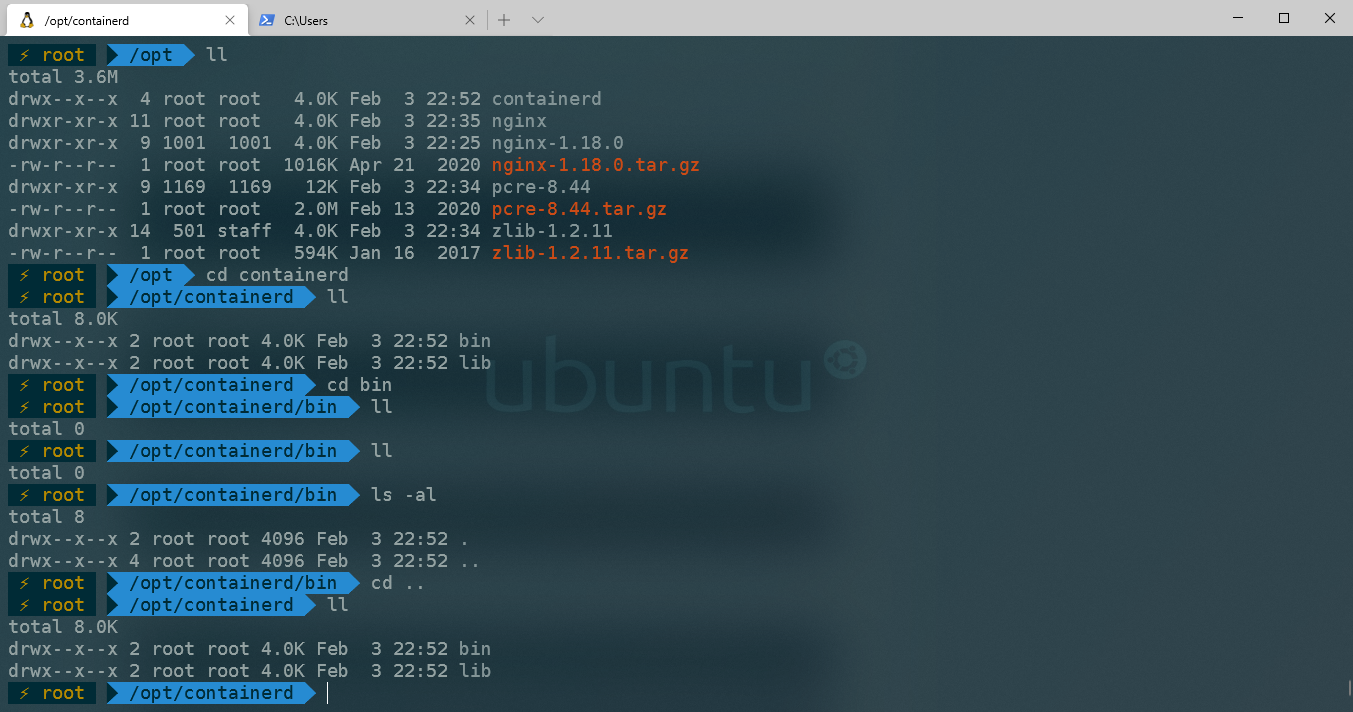 /opt/containerd
C:\Users
⚡ root /opt ll
total 3.6M
drwx--x--x  4 root root   4.0K Feb  3 22:52 containerd
drwxr-xr-x 11 root root   4.0K Feb  3 22:35 nginx
drwxr-xr-x  9 1001  1001  4.0K Feb  3 22:25 nginx-1.18.0
-rw-r--r--  1 root root  1016K Apr 21  2020 nginx-1.18.0.tar.gz
drwxr-xr-x  9 1169  1169   12K Feb  3 22:34 pcre-8.44
-rw-r--r--  1 root root   2.0M Feb 13  2020 pcre-8.44.tar.gz
drwxr-xr-x 14  501 staff  4.0K Feb  3 22:34 zlib-1.2.11
-rw-r--r--  1 root root   594K Jan 16  2017 zlib-1.2.11.tar.gz
⚡ root /opt cd containerd
⚡ root /opt/containerd ll
total 8.0K
drwx--x--x 2 root root 4.0K Feb  3 22:52 bin
drwx--x--x 2 root root 4.0K Feb  3 22:52 lib
⚡ root /opt/containerd cd bin
⚡ root /opt/containerd/bin ll
total 0
⚡ root /opt/containerd/bin ll
total 0
⚡ root /opt/containerd/bin ls -al
total 8
drwx--x--x 2 root root 4096 Feb  3 22:52 .
drwx--x--x 4 root root 4096 Feb  3 22:52 ..
⚡ root /opt/containerd/bin cd ..
⚡ root /opt/containerd ll
total 8.0K
drwx--x--x 2 root root 4.0K Feb  3 22:52 bin
drwx--x--x 2 root root 4.0K Feb  3 22:52 lib
⚡ root /opt/containerd
ubuntu